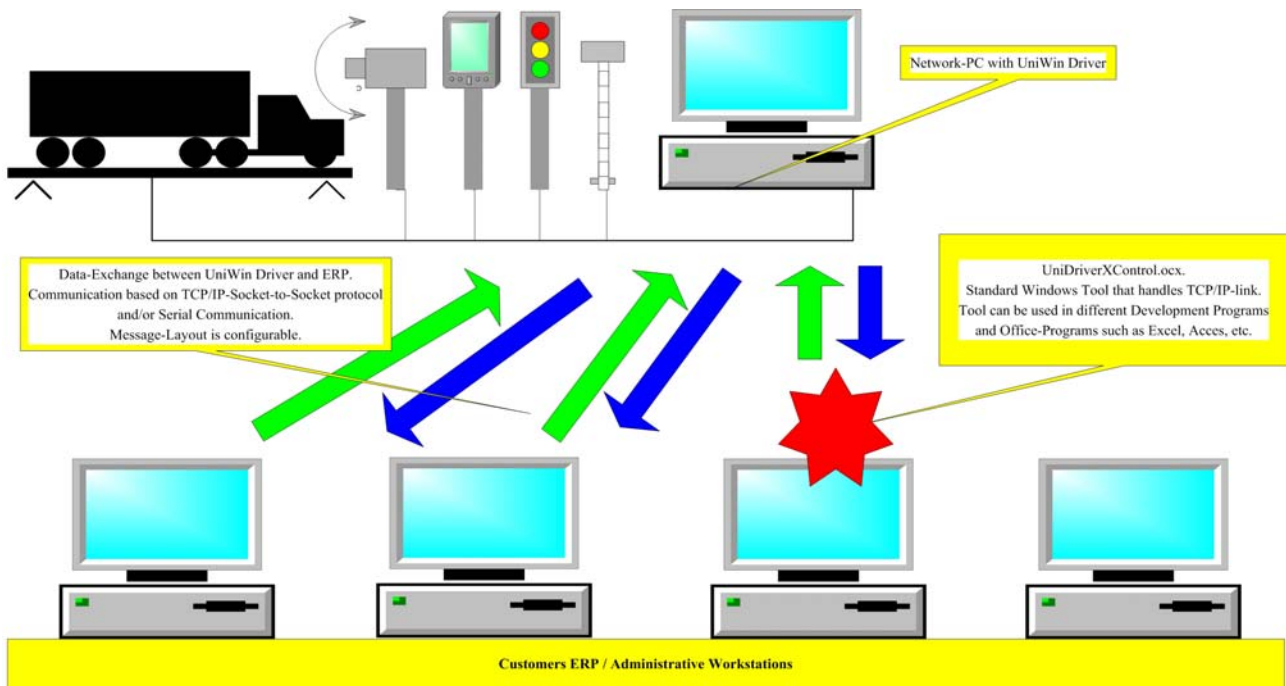 Network-PC with UniWin Driver
Data-Exchange between UniWin Driver and ERP.
Communication based on TCP/IP-Socket-to-Socket protocol
and/or Serial Communication.
Message-Layout is configurable.
UniDriverXControl.ocx.
Standard Windows Tool that handles TCP/IP-link.
Tool can be used in different Development Programs
and Office-Programs such as Excel, Acces, etc.
Customers ERP / Administrative Workstations